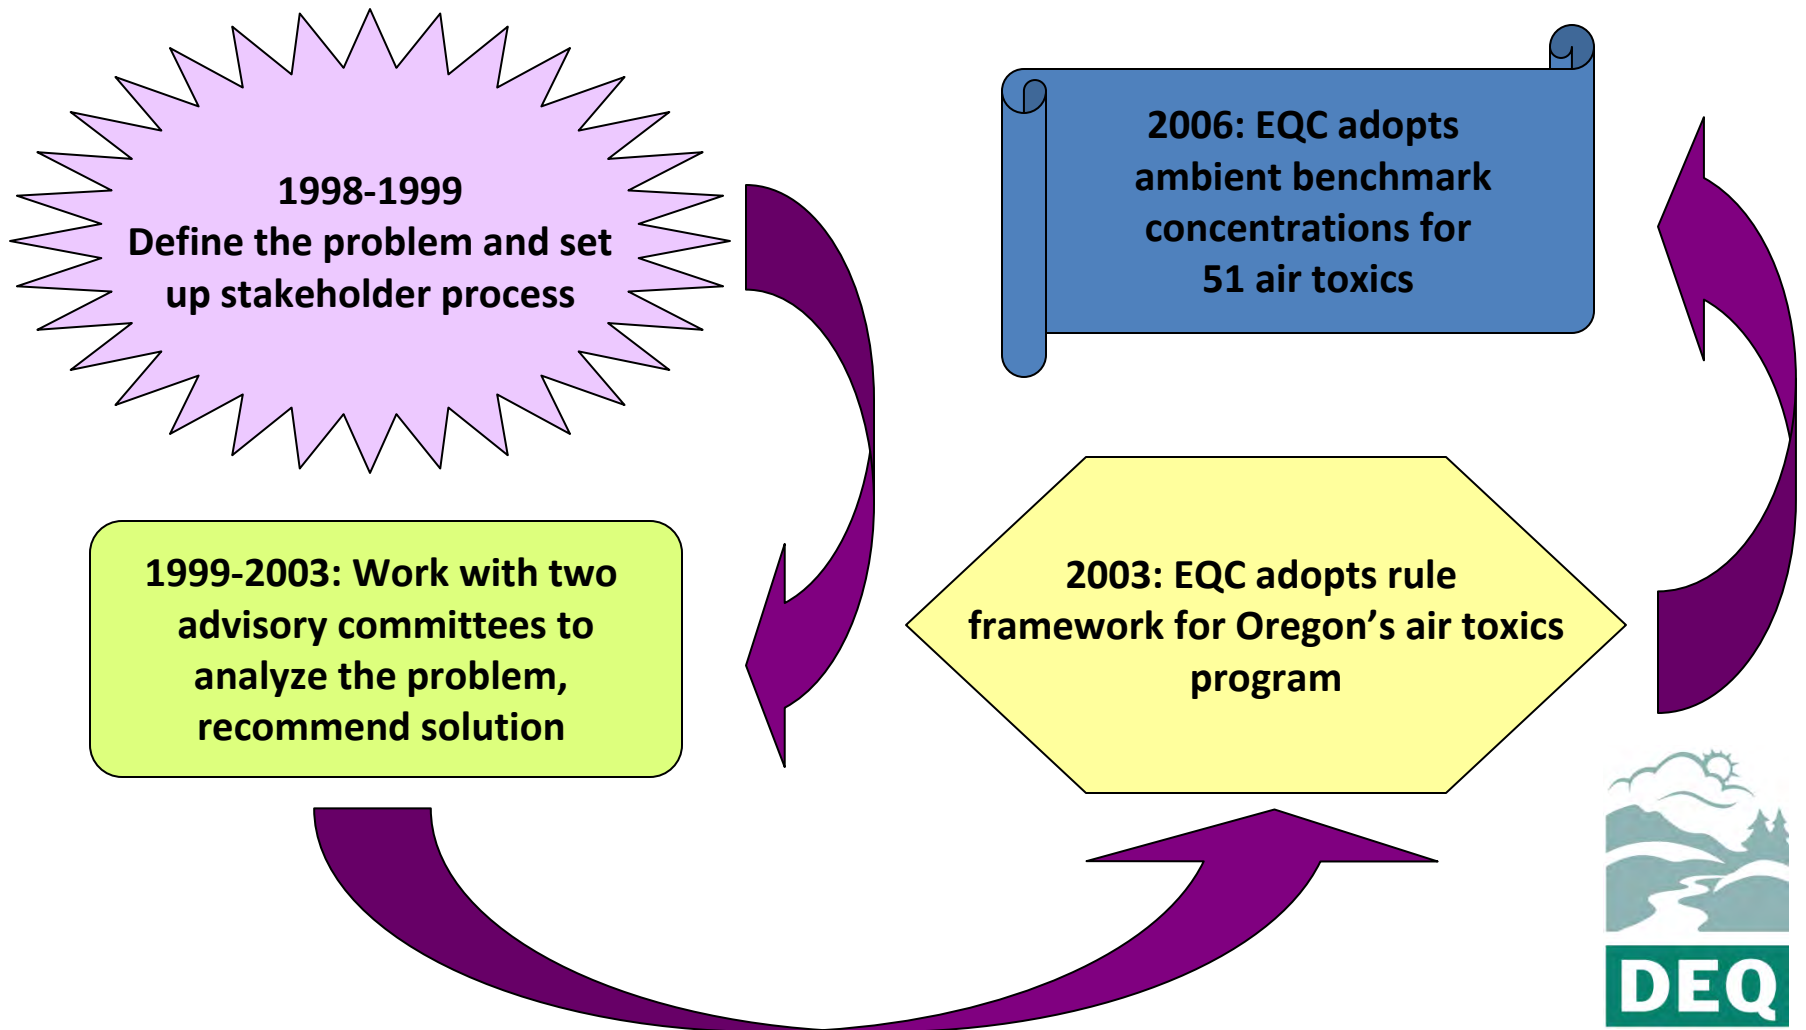 1998-1999
Define the problem and set
up stakeholder process
1999-2003: Work with two
advisory committees to
analyze the problem,
recommend solution
2003: EQC adopts rule
framework for Oregon’s air toxics
program
2006: EQC adopts
ambient benchmark
concentrations for
51 air toxics
DEQ